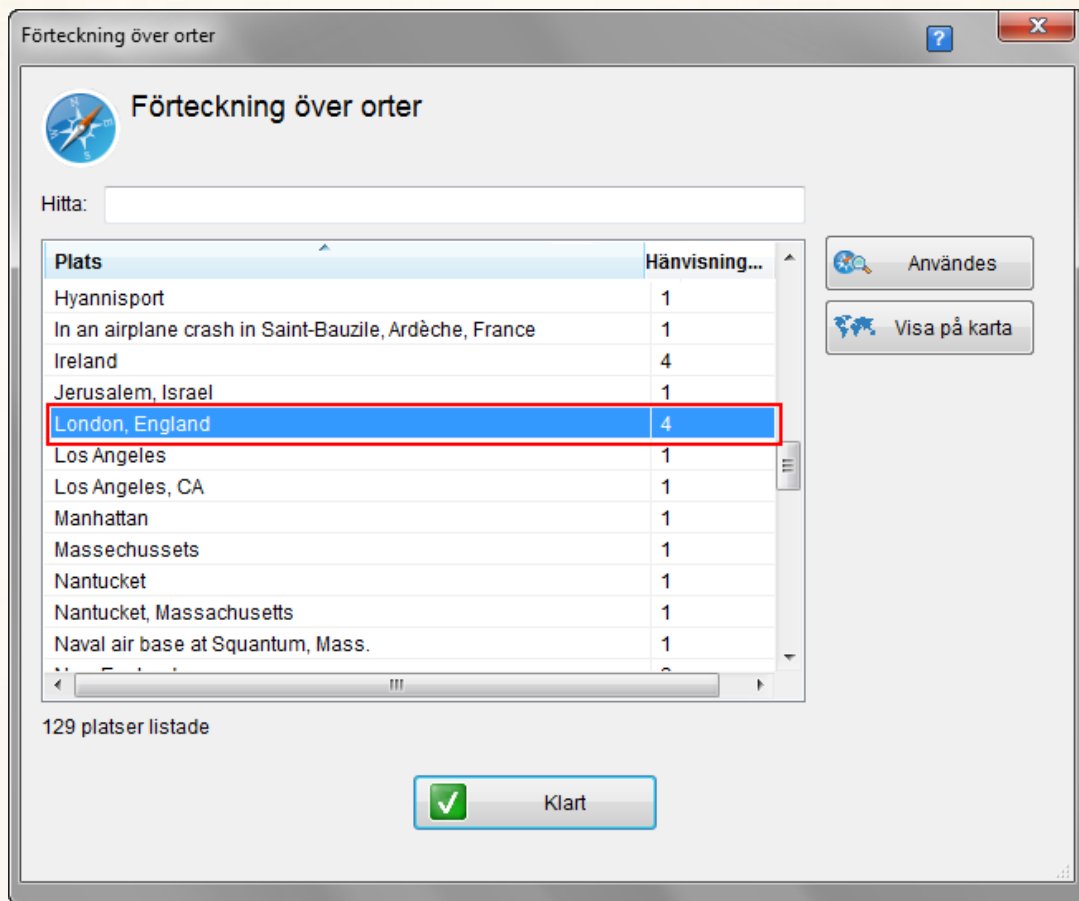 Förteckning över orter
Förteckning över orter
Hitta:
Plats Hänvisning...
Hyannisport 1
In an airplane crash in Saint-Bauzile, Ardèche, France 1
Ireland 4
Jerusalem, Israel 1
London, England 4
Los Angeles 1
Los Angeles, CA 1
Manhattan 1
Massechussets 1
Nantucket 1
Nantucket, Massachusetts 1
Naval air base at Squantum, Mass. 1
Användes
Visa på karta
129 platser listade
Klart